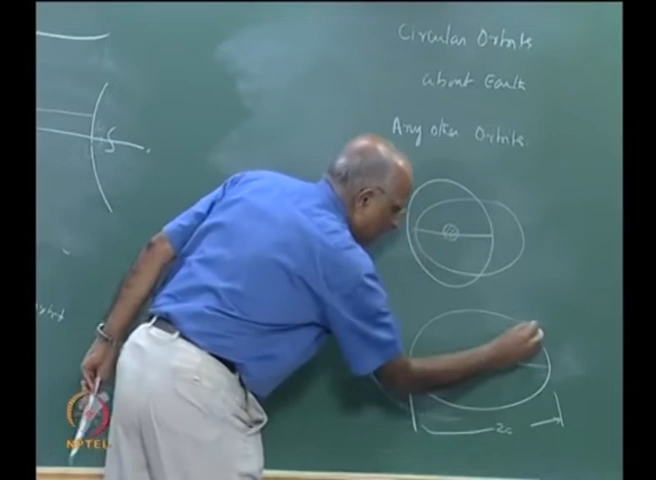 Circular Orbits
about Earth
Any other Orbits.
2a
NPTEL